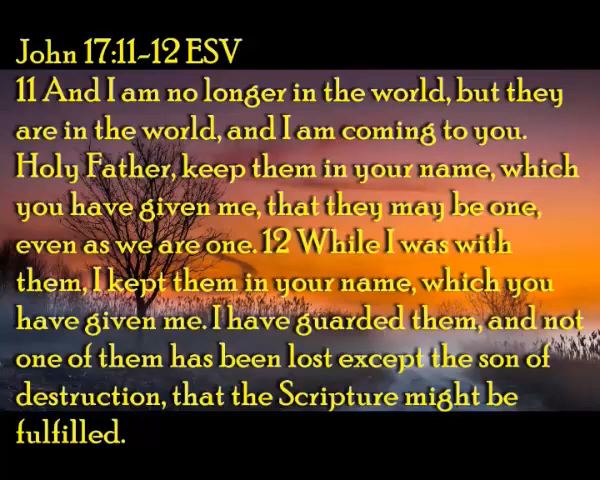 John 17:11-12 ESV
11 And I am no longer in the world, but they
are in the world, and I am coming to you.
Holy Father, keep them in your name, which
you have given me, that they may be one,
even as we are one. 12 While I was with
them, I kept them in your name, which you
have given me. I have guarded them, and not
one of them has been lost except the son of
destruction, that the Scripture might be
fulfilled.